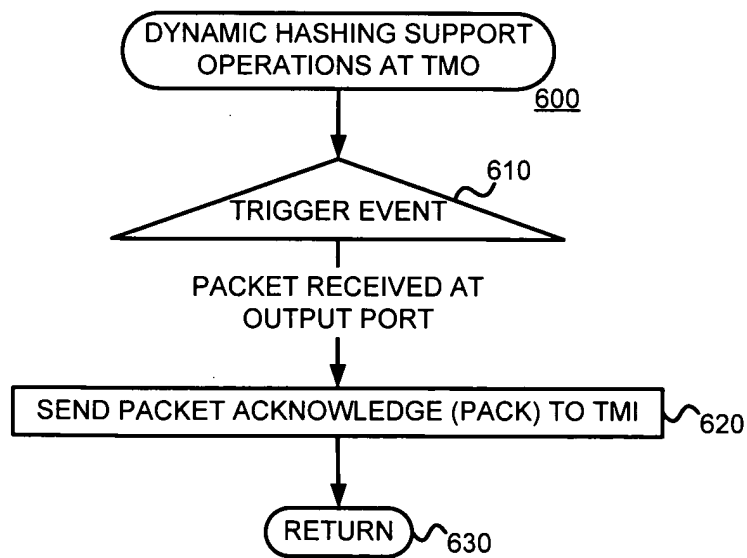 DYNAMIC HASHING SUPPORT
OPERATIONS AT TMO
600
610
TRIGGER EVENT
PACKET RECEIVED AT
OUTPUT PORT
SEND PACKET ACKNOWLEDGE (PACK) TO TMI
620
RETURN
630